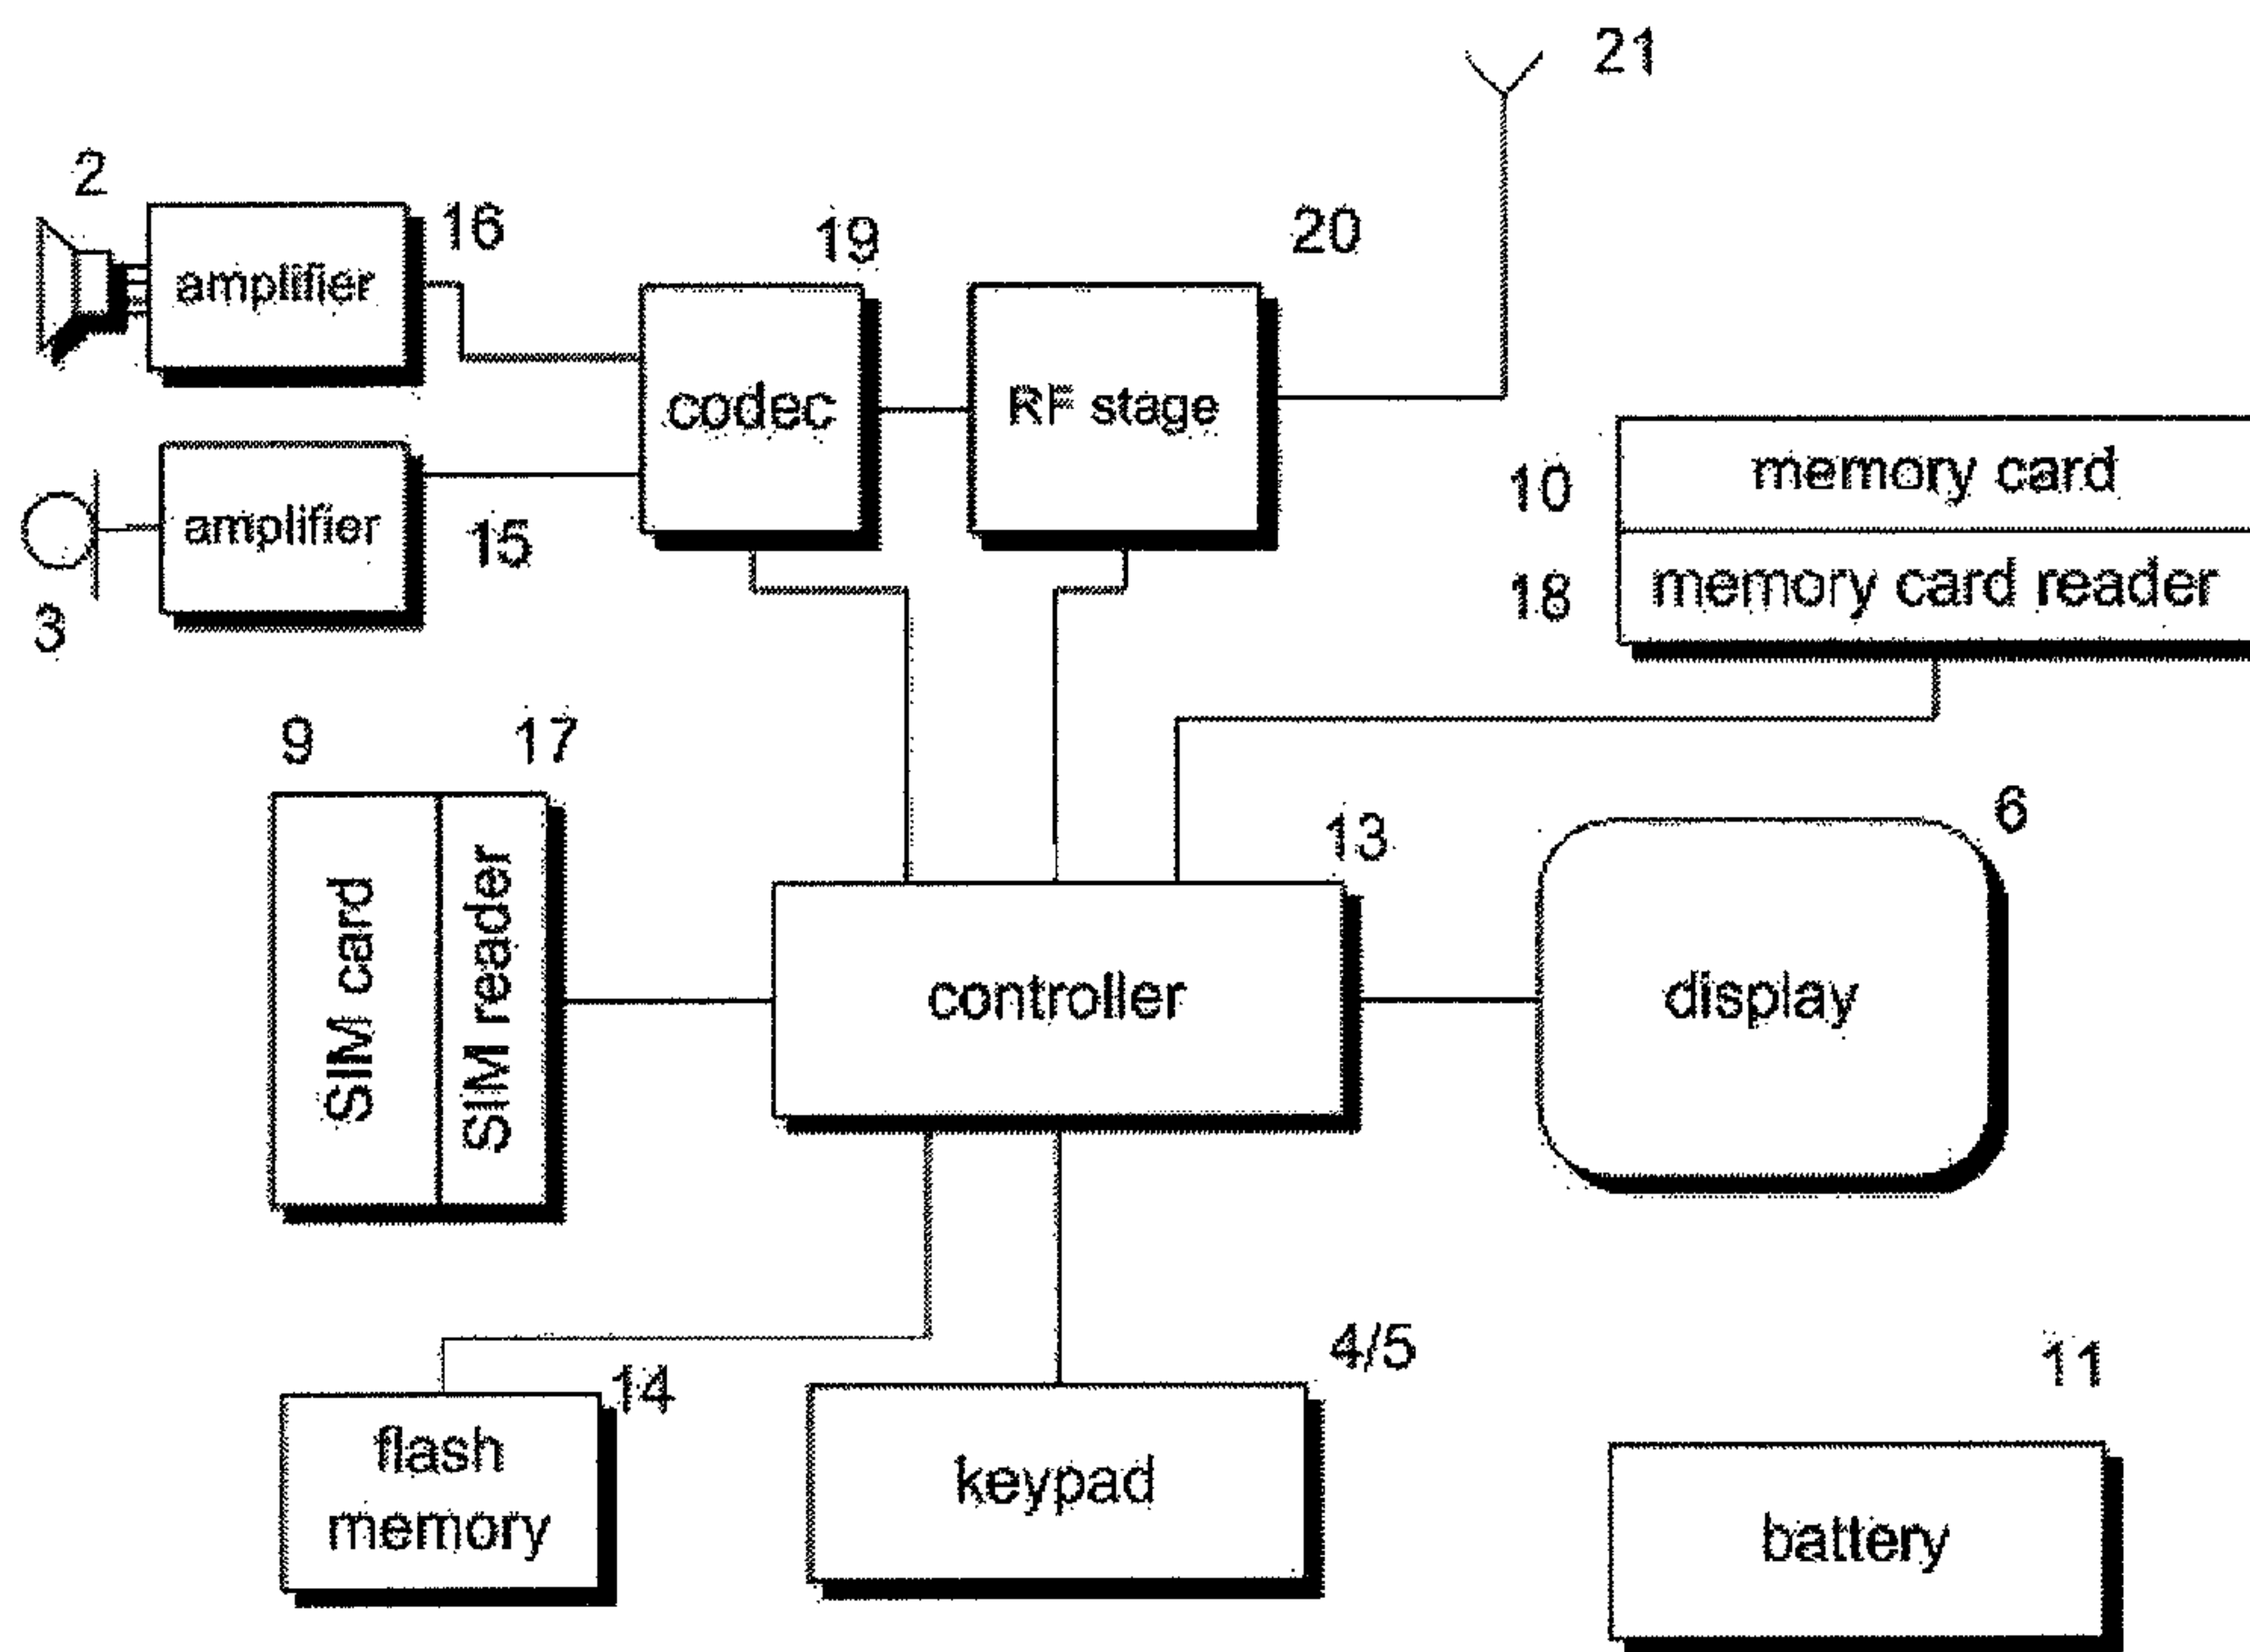 21
2
16
19
20
amplifier
codec
RF stage
10
memory card
amplifier
15
18
memory card reader
3
9
17
13
6
SIM card
SIM reader
controller
display
14
4/5
11
flash
memory
keypad
battery